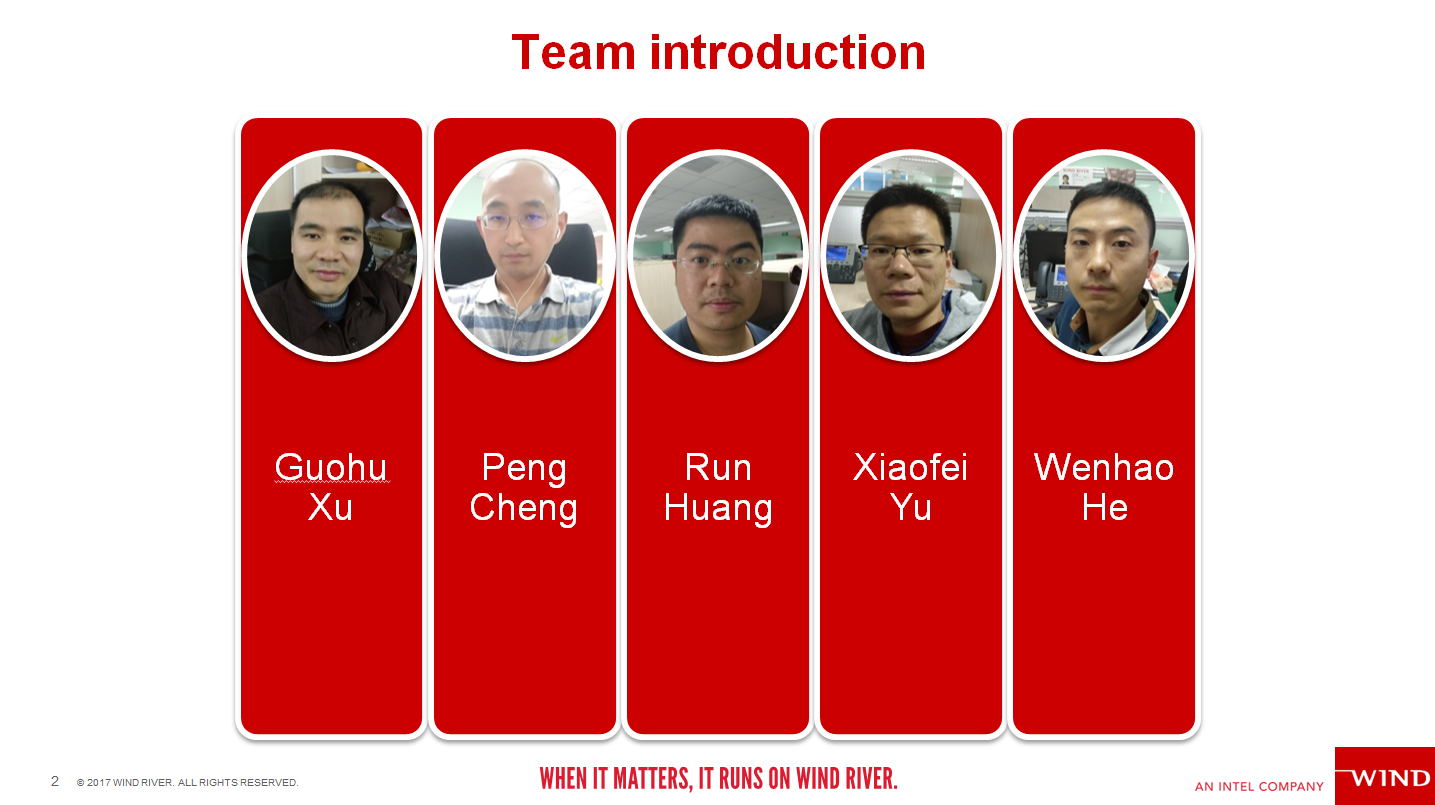 Team introduction
Guohu
Xu
Peng
Cheng
Run
Huang
Xiaofei
Yu
Wenhao
He
2
© 2017 WIND RIVER. ALL RIGHTS RESERVED.
WHEN IT MATTERS, IT RUNS ON WIND RIVER.
AN INTEL COMPANY
WIND